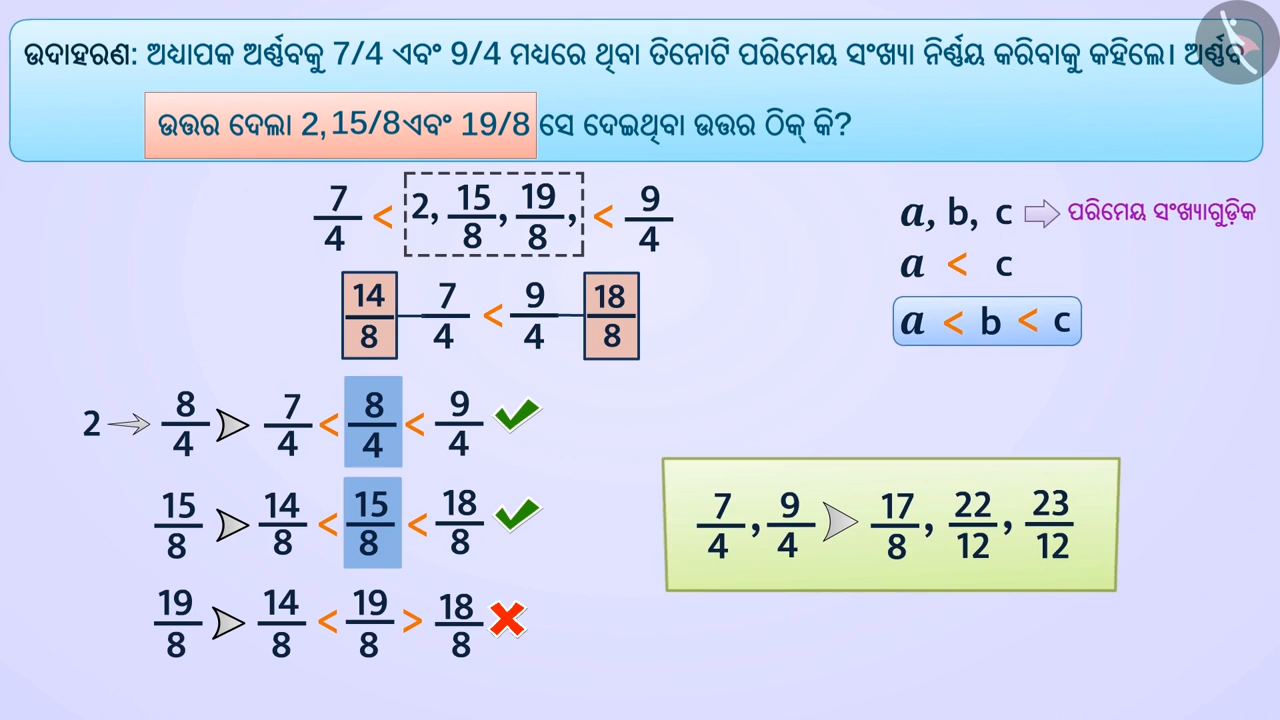 ଉଦାହରଣ: ଅଧ୍ୟାପକ ଅର୍ଣ୍ଣବକୁ 7/4 ଏବଂ 9/4 ମଧ୍ୟରେ ଥିବା ତିନୋଟି ପରିମେୟ ସଂଖ୍ୟା ନିର୍ଣ୍ଣୟ କରିବାକୁ କହିଲେ। ଅର୍ଣ୍ଣବ
ଉତ୍ତର ଦେଲା 2, 15/8 ଏବଂ 19/8 ସେ ଦେଇଥିବା ଉତ୍ତର ଠିକ୍ କି?
7/4 < 2, 15/8, 19/8, < 9/4
a, b, c ⇨ ପରିମେୟ ସଂଖ୍ୟାଗୁଡ଼ିକ
a < c
14/8 — 7/4 < 9/4 — 18/8
a < b < c
2 → 8/4 ➤ 7/4 < 8/4 < 9/4 ✔
15/8 ➤ 14/8 < 15/8 < 18/8 ✔
7/4, 9/4 ➤ 17/8, 22/12, 23/12
19/8 ➤ 14/8 < 19/8 > 18/8 ✖